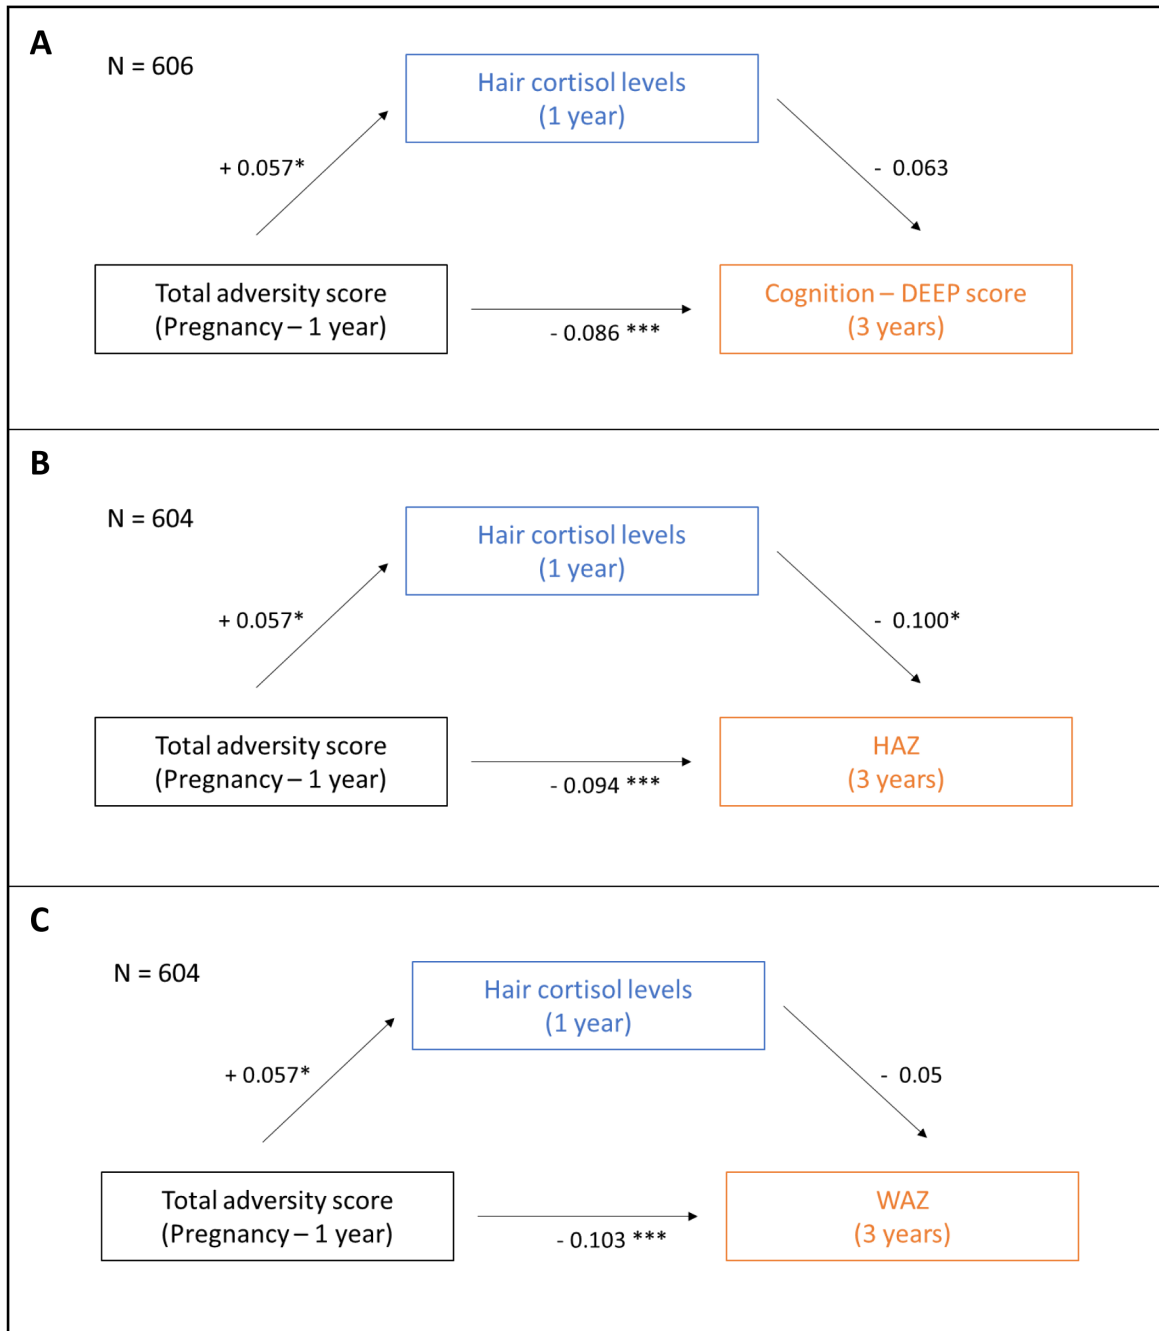 A
N = 606
Hair cortisol levels
(1 year)
+ 0.057*
- 0.063
Total adversity score
(Pregnancy – 1 year)
- 0.086 ***
Cognition – DEEP score
(3 years)
B
N = 604
Hair cortisol levels
(1 year)
+ 0.057*
- 0.100*
Total adversity score
(Pregnancy – 1 year)
- 0.094 ***
HAZ
(3 years)
C
N = 604
Hair cortisol levels
(1 year)
+ 0.057*
- 0.05
Total adversity score
(Pregnancy – 1 year)
- 0.103 ***
WAZ
(3 years)